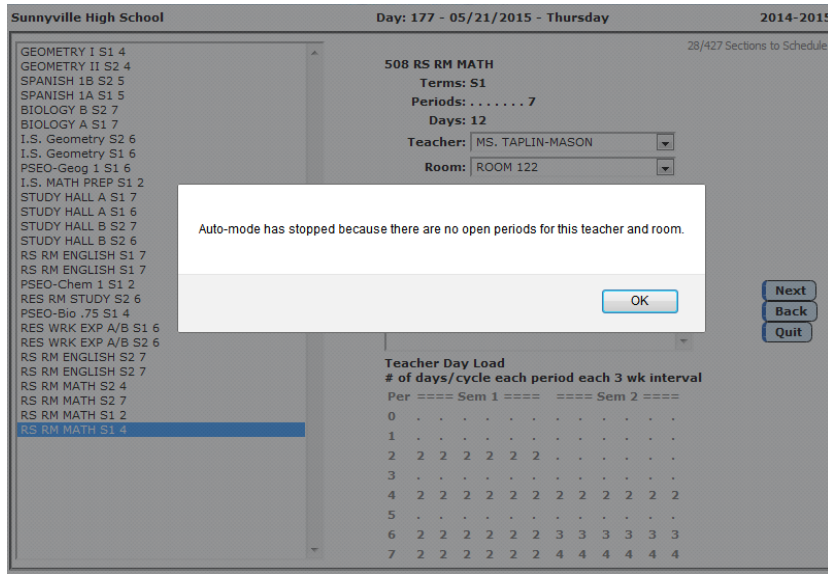 Sunnyville High School Day: 177 - 05/21/2015 - Thursday 2014-2015
28/427 Sections to Schedule
GEOMETRY I S1 4
GEOMETRY II S2 4
SPANISH 1B S2 5
SPANISH 1A S1 5
BIOLOGY B S2 7
BIOLOGY A S1 7
I.S. Geometry S2 6
I.S. Geometry S1 6
PSEO-Geog 1 S1 6
I.S. MATH PREP S1 2
STUDY HALL A S1 7
STUDY HALL A S1 6
STUDY HALL B S2 7
STUDY HALL B S2 6
RS RM ENGLISH S1 7
RS RM ENGLISH S1 7
PSEO-Chem 1 S1 2
RES RM STUDY S2 6
PSEO-Bio .75 S1 4
RES WRK EXP A/B S1 6
RES WRK EXP A/B S2 6
RS RM ENGLISH S2 7
RS RM ENGLISH S2 7
RS RM MATH S2 4
RS RM MATH S2 7
RS RM MATH S1 2
RS RM MATH S1 4
508 RS RM MATH
Terms: S1
Periods: . . . . . . . 7
Days: 12
Teacher: MS. TAPLIN-MASON
Room: ROOM 122
Auto-mode has stopped because there are no open periods for this teacher and room.
OK
Next
Back
Quit
Teacher Day Load
# of days/cycle each period each 3 wk interval
Per ==== Sem 1 ==== ==== Sem 2 ====
0 . . . . . . . . . . . .
1 . . . . . . . . . . . .
2 2 2 2 2 2 2 . . . . . .
3 . . . . . . . . . . . .
4 2 2 2 2 2 2 2 2 2 2 2 2
5 . . . . . . . . . . . .
6 2 2 2 2 2 2 3 3 3 3 3 3
7 2 2 2 2 2 2 4 4 4 4 4 4